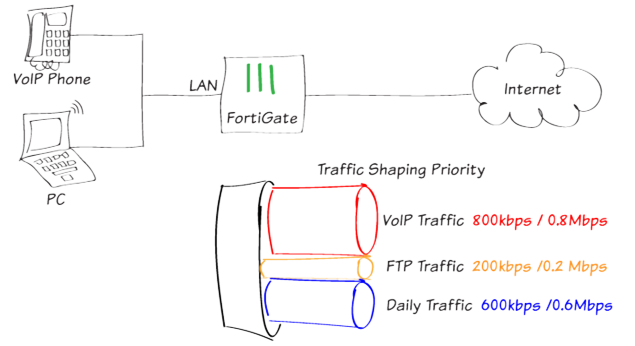 VoIP Phone
LAN
FortiGate
Internet
PC
Traffic Shaping Priority
VoIP Traffic 800kbps / 0.8Mbps
FTP Traffic 200kbps /0.2 Mbps
Daily Traffic 600kbps /0.6Mbps